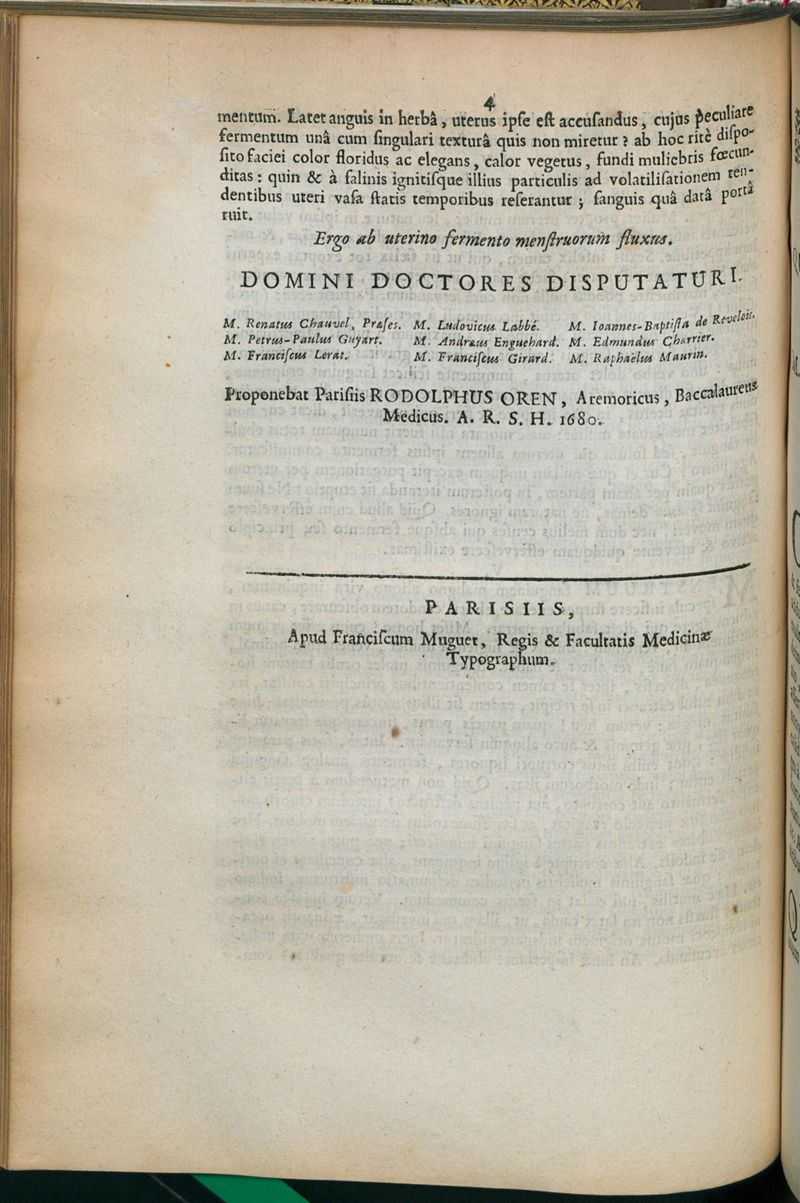 4
mentum. Latet anguis in herbâ, uterus ipſe eſt accuſandus, cujus peculiare
fermentum unâ cum ſingulari texturâ quis non miretur ? ab hoc ritè diſpo-
ſito faciei color floridus ac elegans, calor vegetus, fundi muliebris fœcun-
ditas : quin & à ſalinis ignitiſque illius particulis ad volatiliſationem ten-
dentibus uteri vaſa ſtatis temporibus reſerantur ; ſanguis quâ datâ portâ
ruit.
Ergo ab uterino fermento menſtruorum fluxus.
DOMINI DOCTORES DISPUTATURI.
M. Renatus Chauvel, Præſes. M. Ludovicus Labbé. M. Ioannes-Baptiſta de Revelois.
M. Petrus-Paulus Guyart. M. Andræus Enguehard. M. Edmundus Charrier.
M. Franciſcus Lerat. M. Franciſcus Girard. M. Raphaëlus Maurin.
Proponebat Pariſiis RODOLPHUS OREN, Aremoricus, Baccalaureus
Medicus. A. R. S. H. 1680.
PARISIIS,
Apud Franciſcum Muguet, Regis & Facultatis Medicinæ
Typographum.